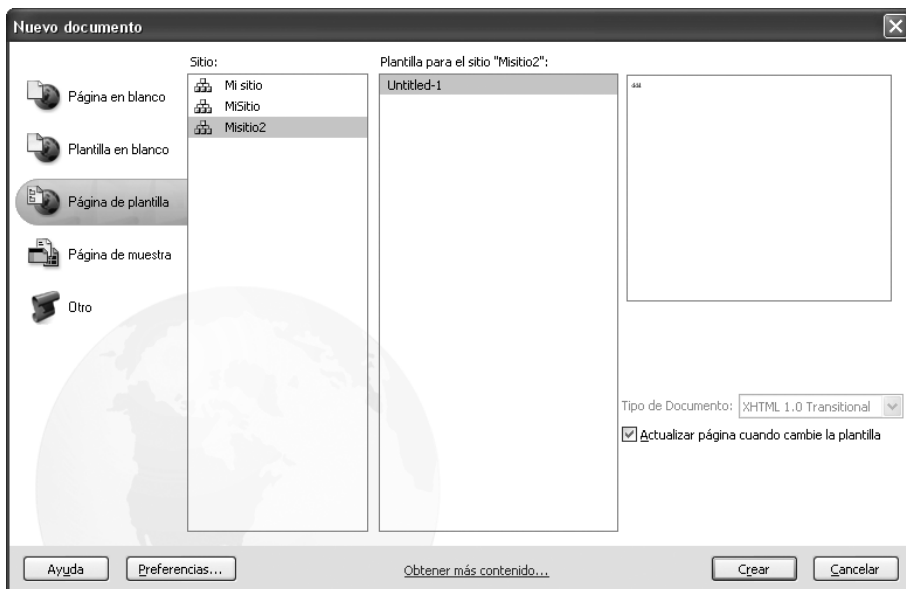 Nuevo documento
Sitio:
Plantilla para el sitio "Misitio2":
Página en blanco
Plantilla en blanco
Página de plantilla
Página de muestra
Otro
Mi sitio
MiSitio
Misitio2
Untitled-1
Tipo de Documento: XHTML 1.0 Transitional
Actualizar página cuando cambie la plantilla
Ayuda
Preferencias...
Obtener más contenido...
Crear
Cancelar